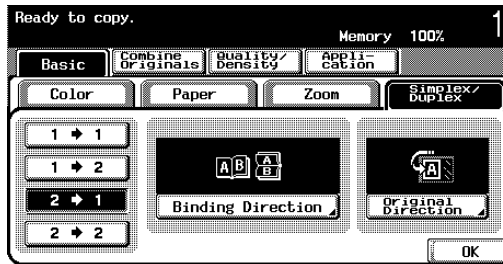 Ready to copy.
1
Memory 100%
Basic
Combine Originals
Quality/ Density
Appli- cation
Color
Paper
Zoom
Simplex/ Duplex
1 → 1
1 → 2
2 → 1
2 → 2
A B
A
B
Binding Direction
A
Original Direction
OK